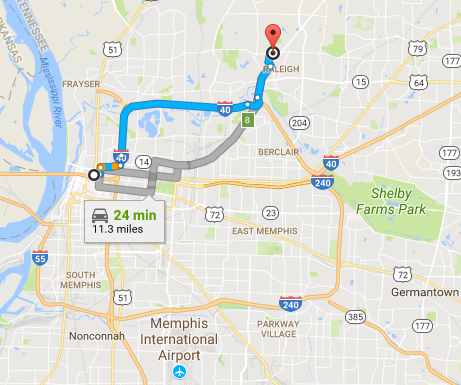 TENNESSEE
ARKANSAS
Mississippi River
51
79
RALEIGH
FRAYSER
15
64
40
177
8
204
40
14
BERCLAIR
177
40
193
240
Shelby
Farms Park
24 min
11.3 miles
72
23
EAST MEMPHIS
55
72
SOUTH
MEMPHIS
Germantown
51
240
385
177
Memphis
International
Airport
PARKWAY
VILLAGE
Nonconnah